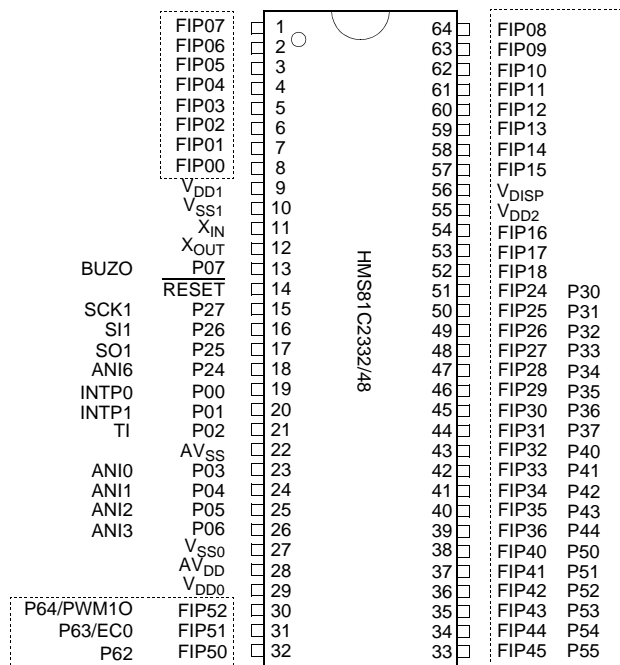 FIP07 1 64 FIP08
FIP06 2 63 FIP09
FIP05 3 62 FIP10
FIP04 4 61 FIP11
FIP03 5 60 FIP12
FIP02 6 59 FIP13
FIP01 7 58 FIP14
FIP00 8 57 FIP15
VDD1 9 56 VDISP
VSS1 10 55 VDD2
XIN 11 54 FIP16
XOUT 12 53 FIP17
BUZO P07 13 52 FIP18
RESET 14 51 FIP24 P30
SCK1 P27 15 50 FIP25 P31
SI1 P26 16 49 FIP26 P32
SO1 P25 17 48 FIP27 P33
ANI6 P24 18 47 FIP28 P34
INTP0 P00 19 46 FIP29 P35
INTP1 P01 20 45 FIP30 P36
TI P02 21 44 FIP31 P37
AVSS 22 43 FIP32 P40
ANI0 P03 23 42 FIP33 P41
ANI1 P04 24 41 FIP34 P42
ANI2 P05 25 40 FIP35 P43
ANI3 P06 26 39 FIP36 P44
VSS0 27 38 FIP40 P50
AVDD 28 37 FIP41 P51
VDD0 29 36 FIP42 P52
P64/PWM1O FIP52 30 35 FIP43 P53
P63/EC0 FIP51 31 34 FIP44 P54
P62 FIP50 32 33 FIP45 P55
HMS81C2332/48